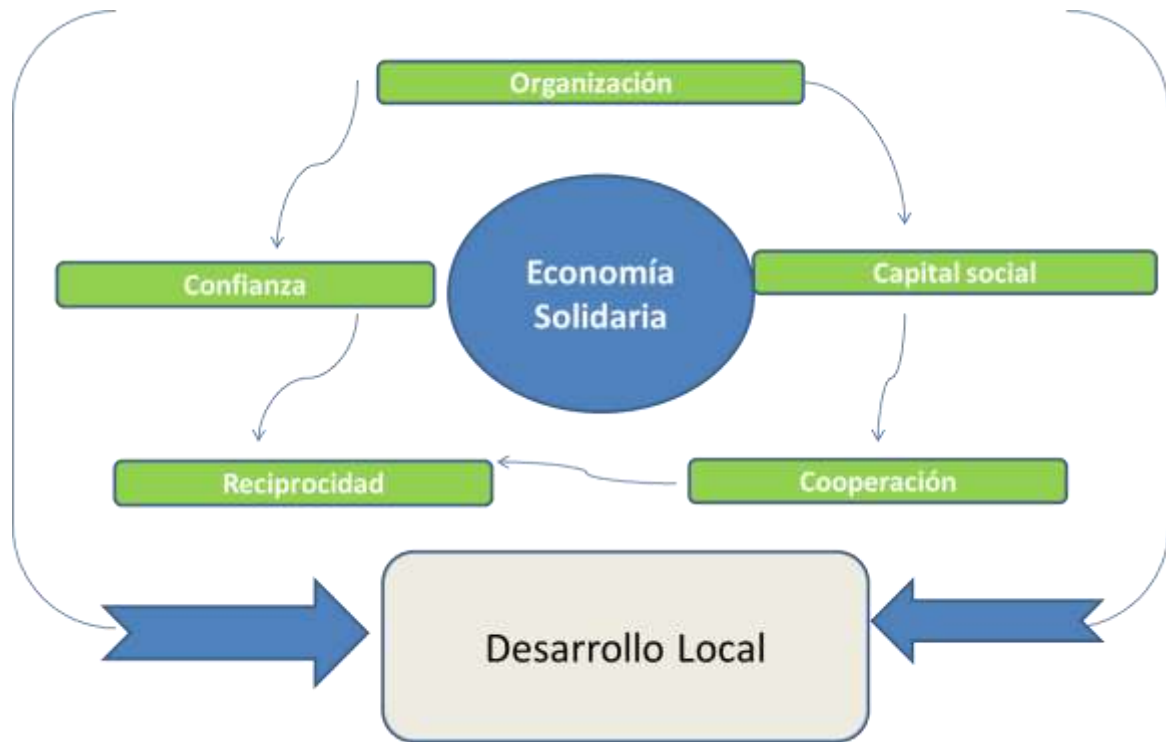 Organización
Economía
Solidaria
Confianza
Capital social
Reciprocidad
Cooperación
Desarrollo Local